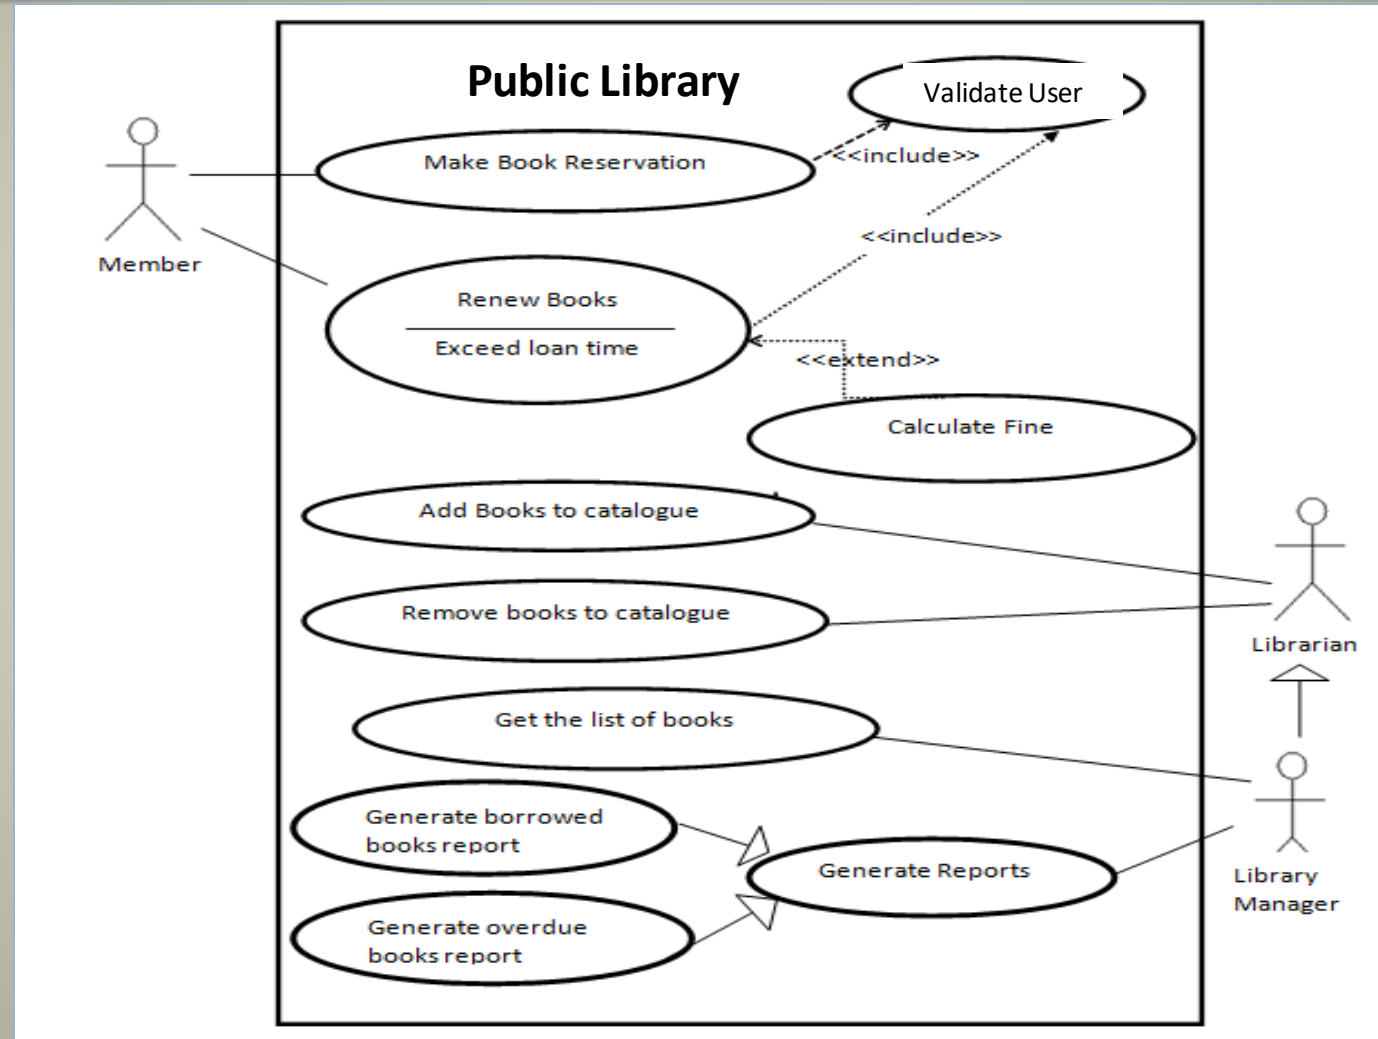 Public Library
Validate User
Make Book Reservation
<<include>>
Member
<<include>>
Renew Books
Exceed loan time
<<extend>>
Calculate Fine
Add Books to catalogue
Remove books to catalogue
Librarian
Get the list of books
Generate borrowed
books report
Generate Reports
Library
Manager
Generate overdue
books report